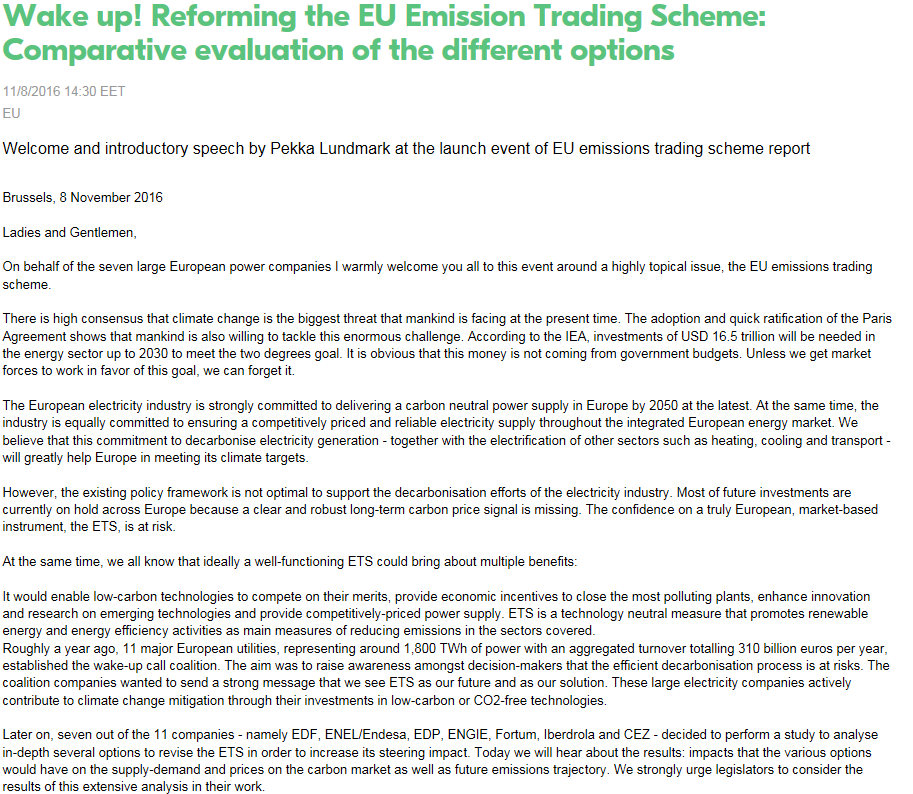 Wake up! Reforming the EU Emission Trading Scheme:
Comparative evaluation of the different options
11/8/2016 14:30 EET
EU
Welcome and introductory speech by Pekka Lundmark at the launch event of EU emissions trading scheme report
Brussels, 8 November 2016
Ladies and Gentlemen,
On behalf of the seven large European power companies I warmly welcome you all to this event around a highly topical issue, the EU emissions trading
scheme.
There is high consensus that climate change is the biggest threat that mankind is facing at the present time. The adoption and quick ratification of the Paris
Agreement shows that mankind is also willing to tackle this enormous challenge. According to the IEA, investments of USD 16.5 trillion will be needed in
the energy sector up to 2030 to meet the two degrees goal. It is obvious that this money is not coming from government budgets. Unless we get market
forces to work in favor of this goal, we can forget it.
The European electricity industry is strongly committed to delivering a carbon neutral power supply in Europe by 2050 at the latest. At the same time, the
industry is equally committed to ensuring a competitively priced and reliable electricity supply throughout the integrated European energy market. We
believe that this commitment to decarbonise electricity generation - together with the electrification of other sectors such as heating, cooling and transport -
will greatly help Europe in meeting its climate targets.
However, the existing policy framework is not optimal to support the decarbonisation efforts of the electricity industry. Most of future investments are
currently on hold across Europe because a clear and robust long-term carbon price signal is missing. The confidence on a truly European, market-based
instrument, the ETS, is at risk.
At the same time, we all know that ideally a well-functioning ETS could bring about multiple benefits:
It would enable low-carbon technologies to compete on their merits, provide economic incentives to close the most polluting plants, enhance innovation
and research on emerging technologies and provide competitively-priced power supply. ETS is a technology neutral measure that promotes renewable
energy and energy efficiency activities as main measures of reducing emissions in the sectors covered.
Roughly a year ago, 11 major European utilities, representing around 1,800 TWh of power with an aggregated turnover totalling 310 billion euros per year,
established the wake-up call coalition. The aim was to raise awareness amongst decision-makers that the efficient decarbonisation process is at risks. The
coalition companies wanted to send a strong message that we see ETS as our future and as our solution. These large electricity companies actively
contribute to climate change mitigation through their investments in low-carbon or CO2-free technologies.
Later on, seven out of the 11 companies - namely EDF, ENEL/Endesa, EDP, ENGIE, Fortum, Iberdrola and CEZ - decided to perform a study to analyse
in-depth several options to revise the ETS in order to increase its steering impact. Today we will hear about the results: impacts that the various options
would have on the supply-demand and prices on the carbon market as well as future emissions trajectory. We strongly urge legislators to consider the
results of this extensive analysis in their work.